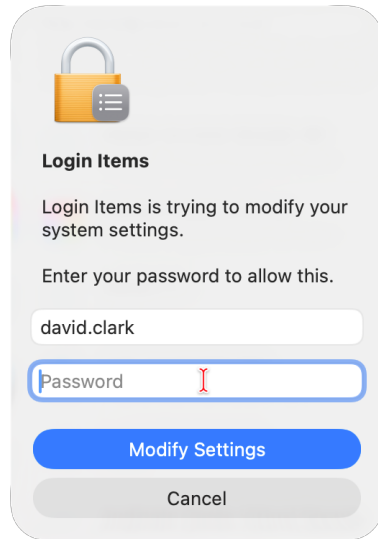 Login Items
Login Items is trying to modify your
system settings.
Enter your password to allow this.
david.clark
Password
Modify Settings
Cancel